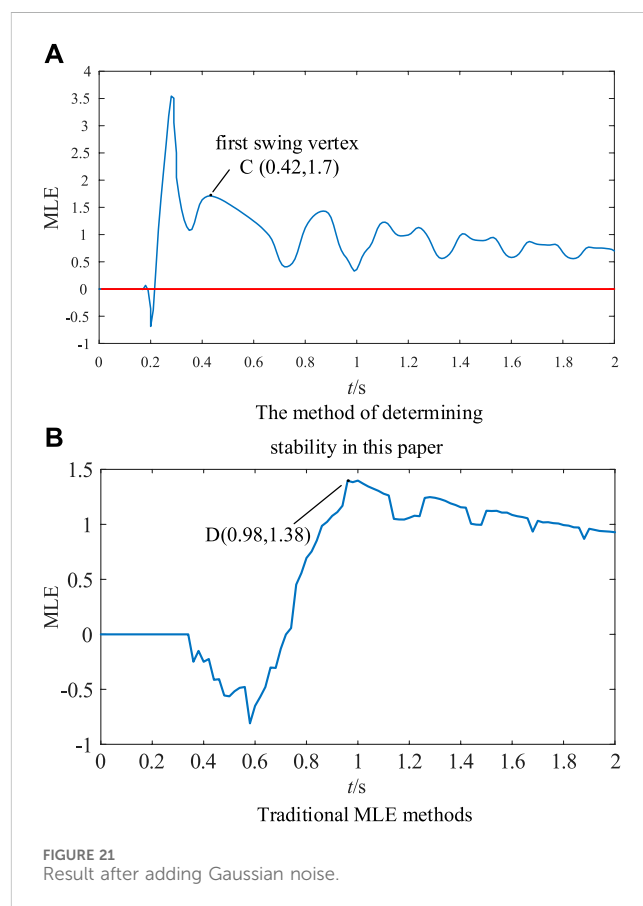 A
4
3.5
3
2.5
2
1.5
1
0.5
0
-0.5
-1
MLE
first swing vertex
C (0.42,1.7)
0 0.2 0.4 0.6 0.8 1 1.2 1.4 1.6 1.8 2
t/s
The method of determining
stability in this paper
B
1.5
1
0.5
0
-0.5
-1
MLE
D(0.98,1.38)
0 0.2 0.4 0.6 0.8 1 1.2 1.4 1.6 1.8 2
t/s
Traditional MLE methods
FIGURE 21
Result after adding Gaussian noise.